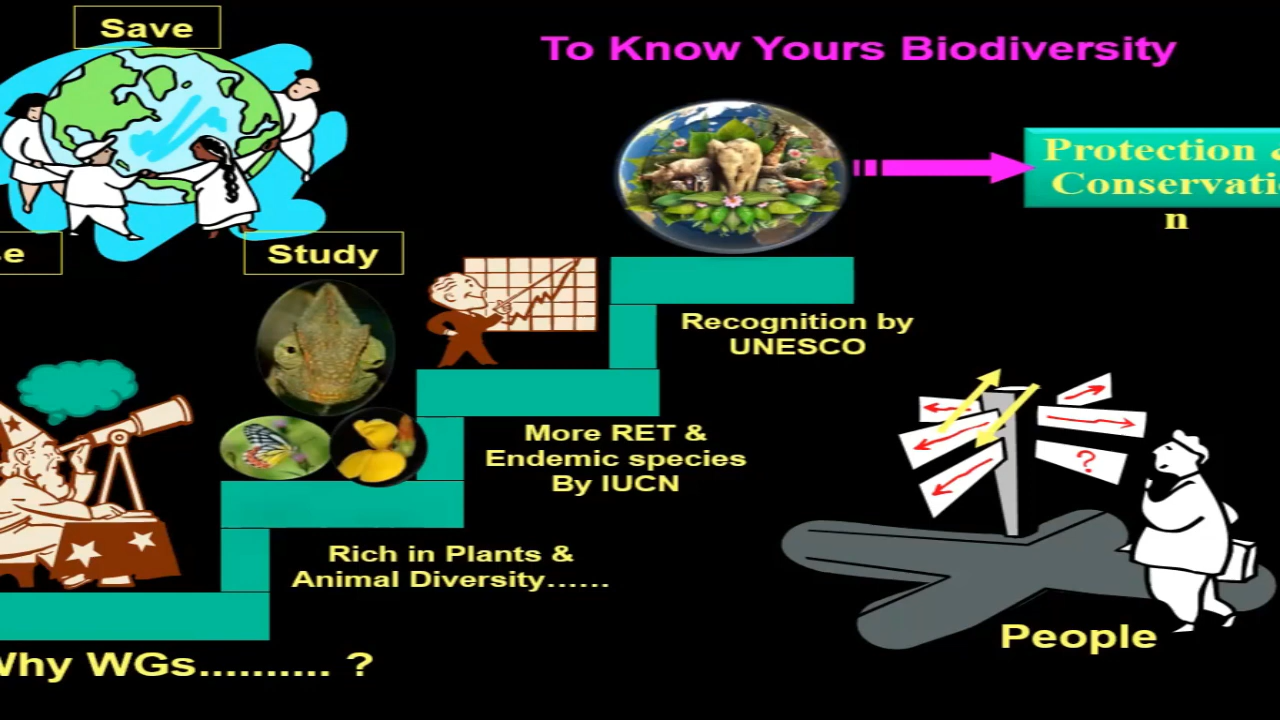 Save
To Know Yours Biodiversity
Protection
Conservati
n
e
Study
Recognition by
UNESCO
More RET &
Endemic species
By IUCN
?
Rich in Plants &
Animal Diversity......
People
Why WGs.......... ?